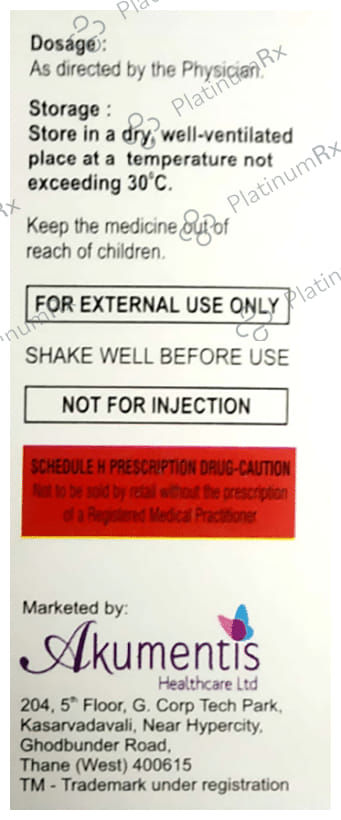 Dosage:
As directed by the Physician.
Storage :
Store in a dry, well-ventilated
place at a temperature not
exceeding 30°C.
Keep the medicine out of
reach of children.
FOR EXTERNAL USE ONLY
SHAKE WELL BEFORE USE
NOT FOR INJECTION
SCHEDULE H PRESCRIPTION DRUG-CAUTION
Not to be sold by retail without the prescription
of a Registered Medical Practitioner
Marketed by:
Akumentis
Healthcare Ltd
204, 5th Floor, G. Corp Tech Park,
Kasarvadavali, Near Hypercity,
Ghodbunder Road,
Thane (West) 400615
TM - Trademark under registration
PlatinumRx
PlatinumRx